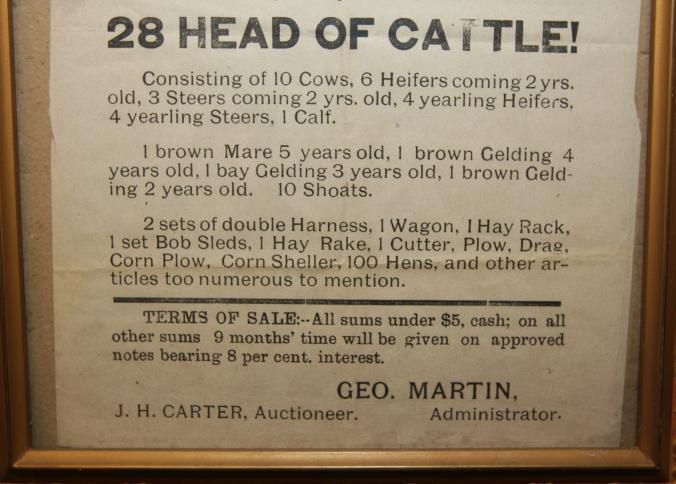 28 HEAD OF CATTLE!
Consisting of 10 Cows, 6 Heifers coming 2 yrs.
old, 3 Steers coming 2 yrs. old, 4 yearling Heifers,
4 yearling Steers, 1 Calf.
1 brown Mare 5 years old, 1 brown Gelding 4
years old, 1 bay Gelding 3 years old, 1 brown Geld-
ing 2 years old. 10 Shoats.
2 sets of double Harness, 1 Wagon, 1 Hay Rack,
1 set Bob Sleds, 1 Hay Rake, 1 Cutter, Plow, Drag,
Corn Plow, Corn Sheller, 100 Hens, and other ar-
ticles too numerous to mention.
TERMS OF SALE:--All sums under $5, cash; on all
other sums 9 months' time will be given on approved
notes bearing 8 per cent. interest.
GEO. MARTIN,
J. H. CARTER, Auctioneer. Administrator.